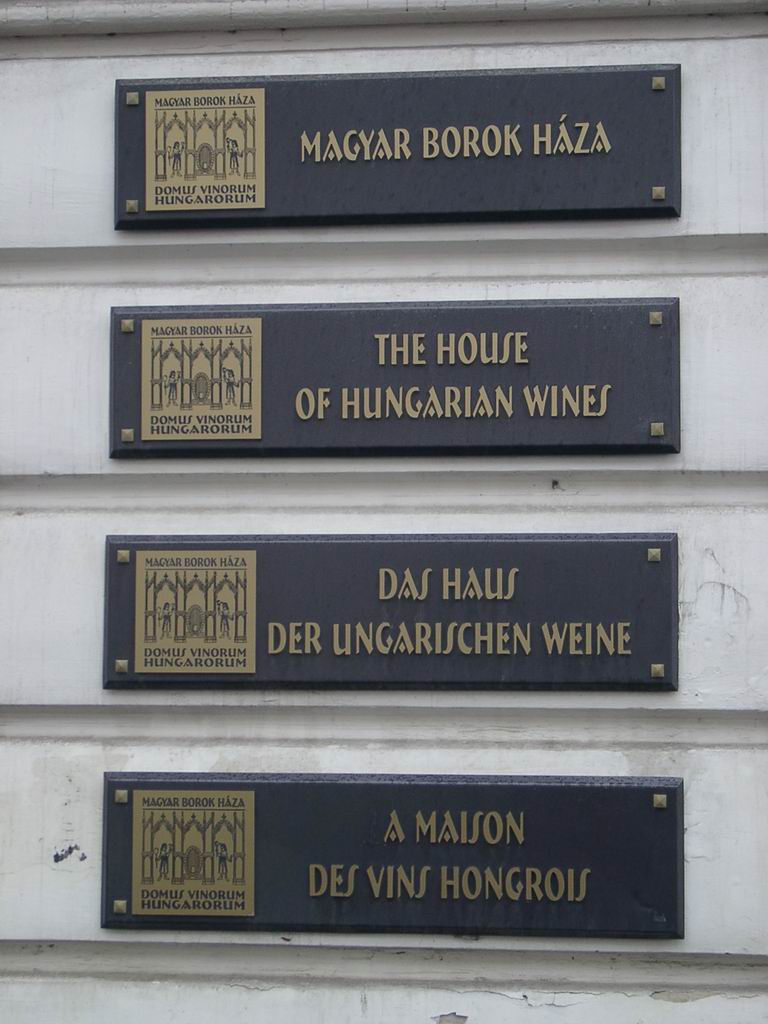 MAGYAR BOROK HÁZA
DOMUS VINORUM
HUNGARORUM
MAGYAR BOROK HÁZA
MAGYAR BOROK HÁZA
DOMUS VINORUM
HUNGARORUM
THE HOUSE
OF HUNGARIAN WINES
MAGYAR BOROK HÁZA
DOMUS VINORUM
HUNGARORUM
DAS HAUS
DER UNGARISCHEN WEINE
MAGYAR BOROK HÁZA
DOMUS VINORUM
HUNGARORUM
A MAISON
DES VINS HONGROIS